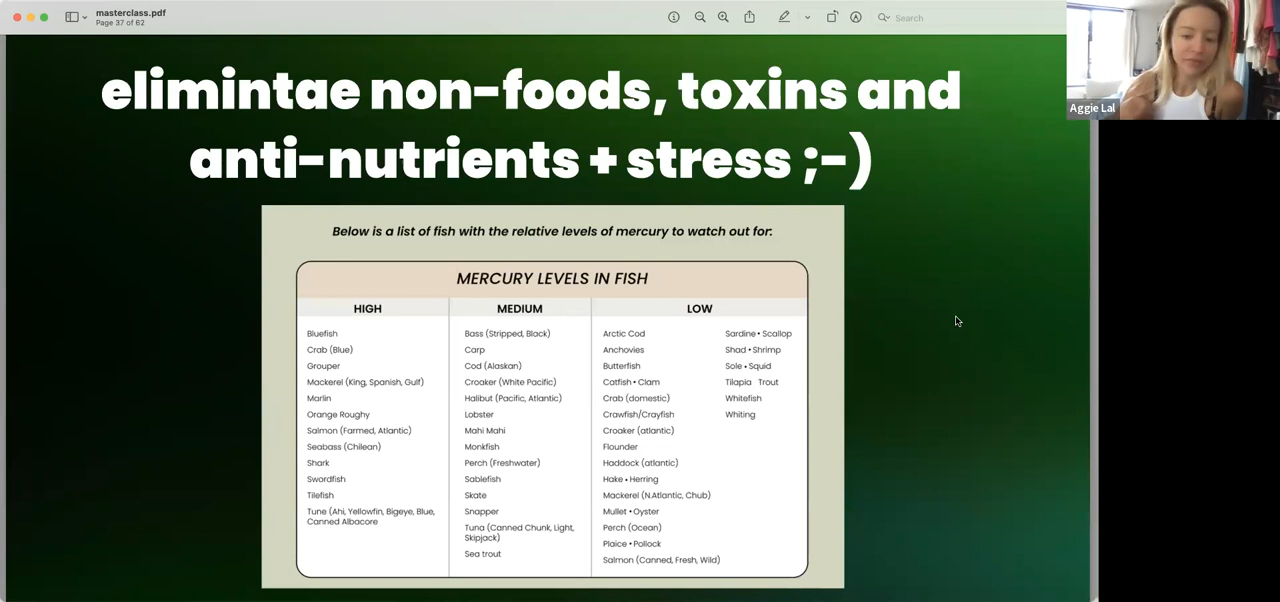 masterclass.pdf
Page 37 of 62
Search
Aggie Lal
elimintae non-foods, toxins and
anti-nutrients + stress ;-)
Below is a list of fish with the relative levels of mercury to watch out for:
MERCURY LEVELS IN FISH
HIGH
Bluefish
Crab (Blue)
Grouper
Mackerel (King, Spanish, Gulf)
Marlin
Orange Roughy
Salmon (Farmed, Atlantic)
Seabass (Chilean)
Shark
Swordfish
Tilefish
Tune (Ahi, Yellowfin, Bigeye, Blue,
Canned Albacore
MEDIUM
Bass (Stripped, Black)
Carp
Cod (Alaskan)
Croaker (White Pacific)
Halibut (Pacific, Atlantic)
Lobster
Mahi Mahi
Monkfish
Perch (Freshwater)
Sablefish
Skate
Snapper
Tuna (Canned Chunk, Light,
Skipjack)
Sea trout
LOW
Arctic Cod
Anchovies
Butterfish
Catfish • Clam
Crab (domestic)
Crawfish/Crayfish
Croaker (atlantic)
Flounder
Haddock (atlantic)
Hake • Herring
Mackerel (N.Atlantic, Chub)
Mullet • Oyster
Perch (Ocean)
Plaice • Pollock
Salmon (Canned, Fresh, Wild)
Sardine • Scallop
Shad • Shrimp
Sole • Squid
Tilapia Trout
Whitefish
Whiting